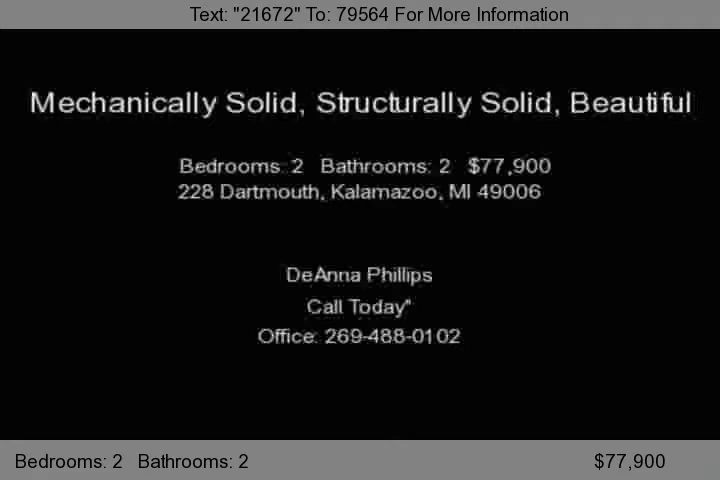 Text: "21672" To: 79564 For More Information
Mechanically Solid, Structurally Solid, Beautiful
Bedrooms: 2 Bathrooms: 2 $77,900
228 Dartmouth, Kalamazoo, MI 49006
DeAnna Phillips
Call Today"
Office: 269-488-0102
Bedrooms: 2 Bathrooms: 2 $77,900